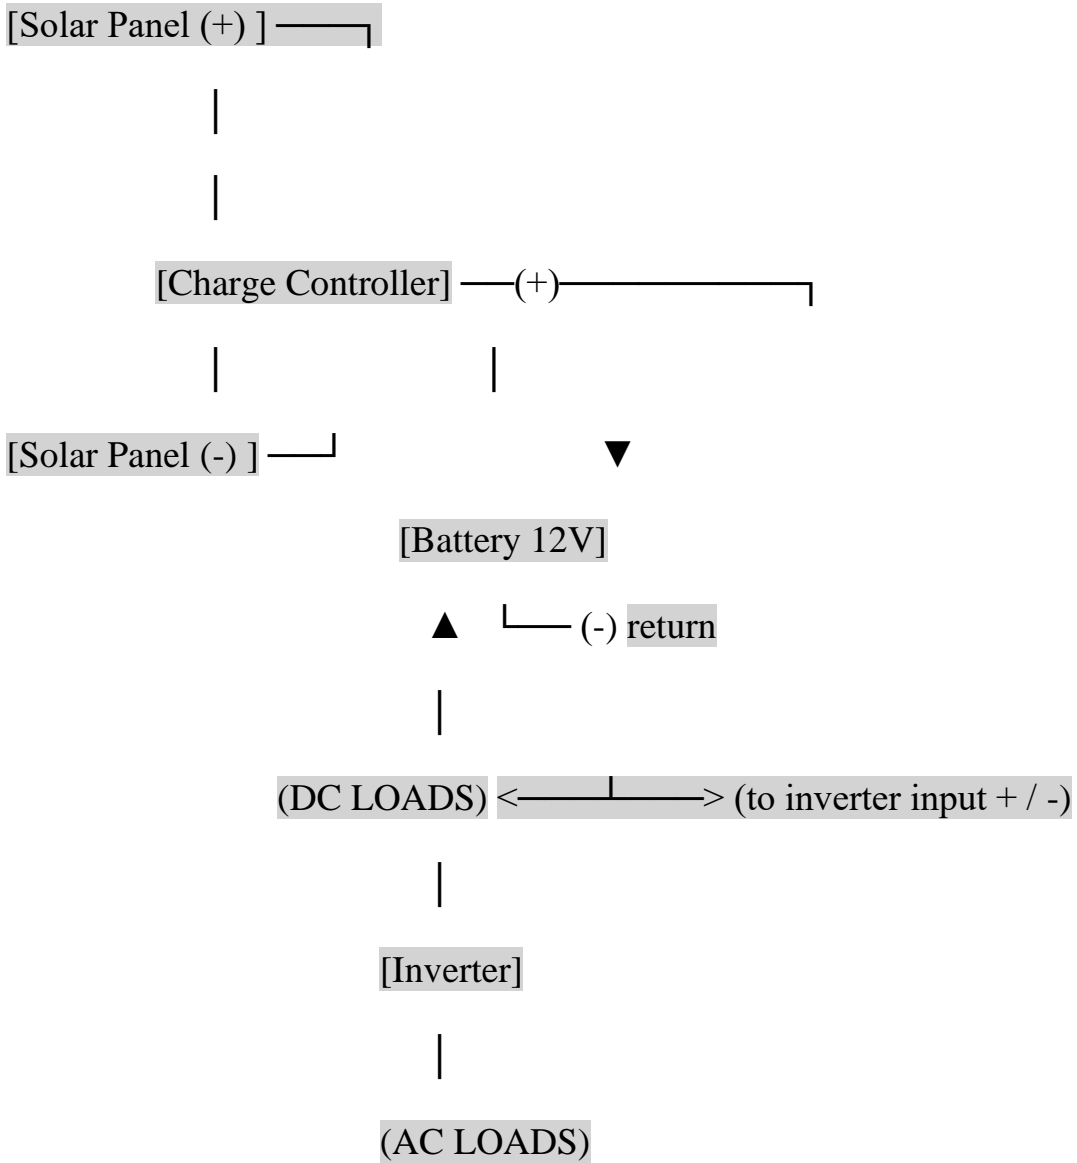 [Solar Panel (+) ] ───┐
│
│
[Charge Controller] ──(+)─────────┐
│ │
[Solar Panel (-) ] ──┘ ▼
[Battery 12V]
▲ └── (-) return
│
(DC LOADS) <───┴───> (to inverter input + / -)
│
[Inverter]
│
(AC LOADS)